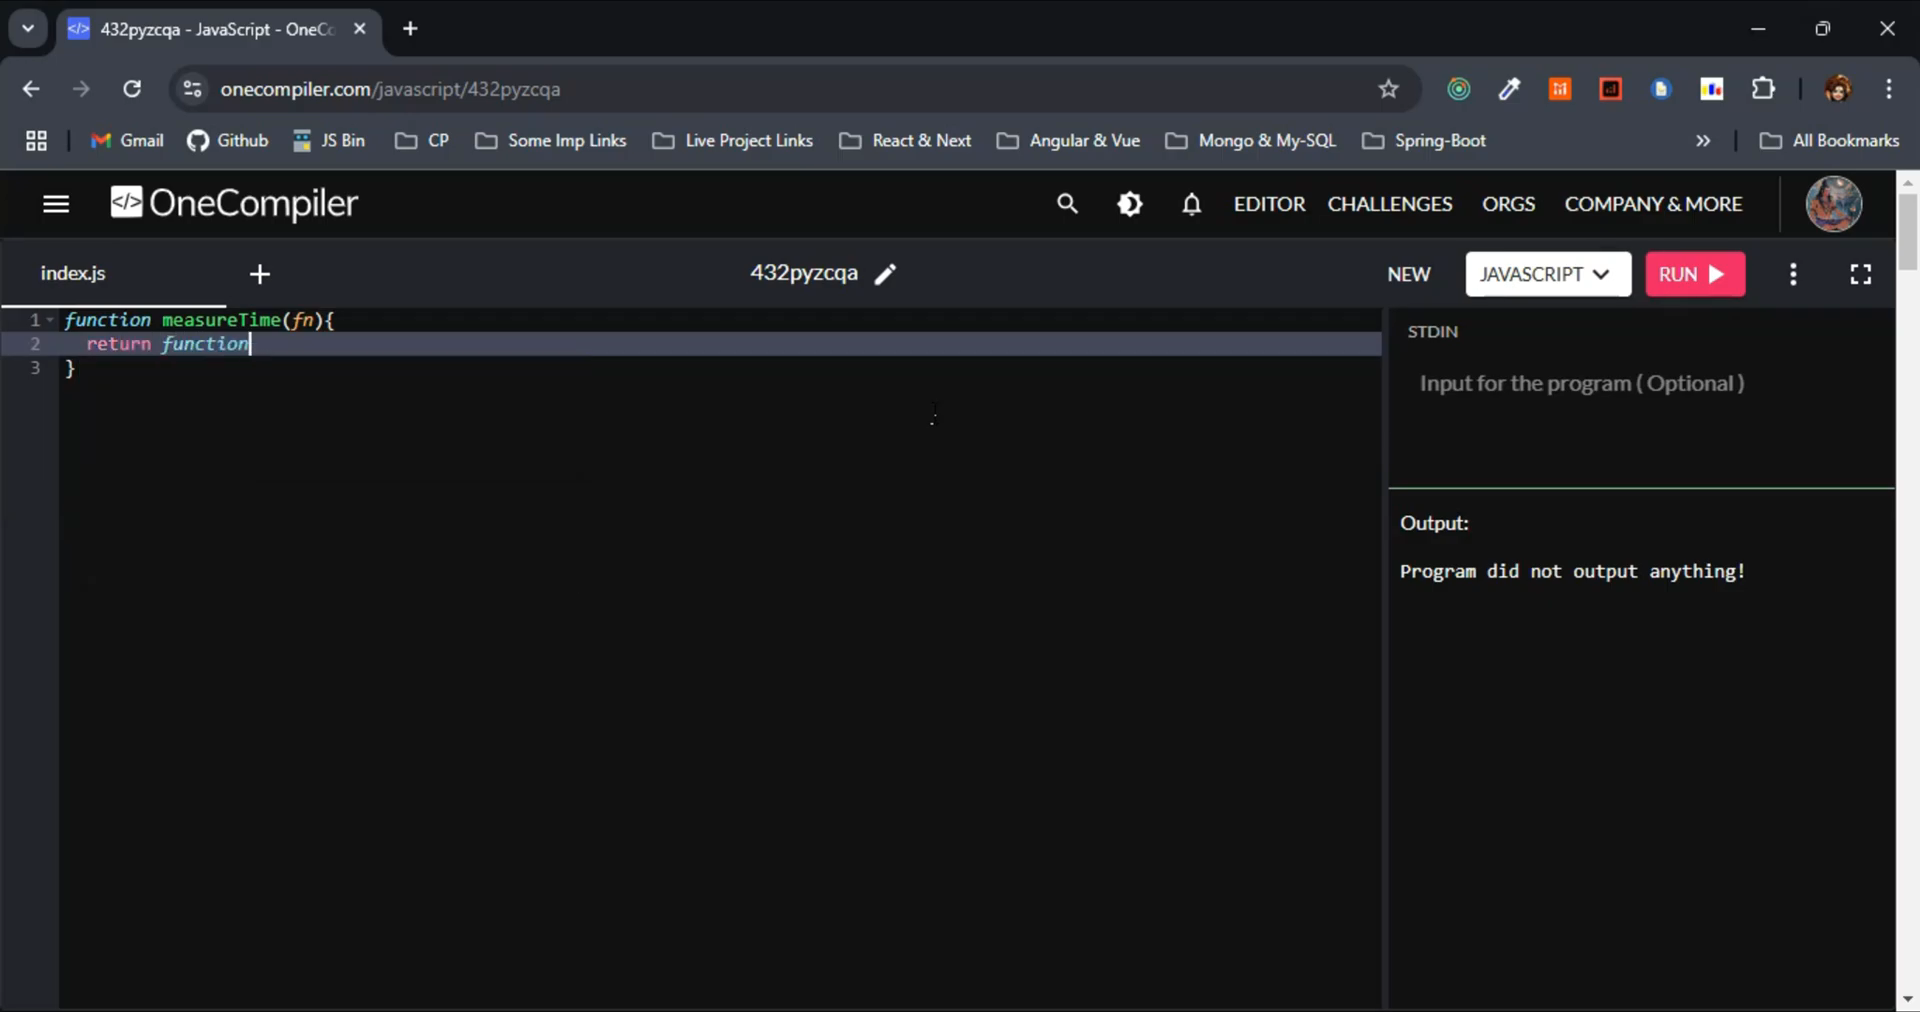 432pyzcqa - JavaScript - OneCo
onecompiler.com/javascript/432pyzcqa
Gmail Github JS Bin CP Some Imp Links Live Project Links React & Next Angular & Vue Mongo & My-SQL Spring-Boot » All Bookmarks
</> OneCompiler EDITOR CHALLENGES ORGS COMPANY & MORE
index.js + 432pyzcqa NEW JAVASCRIPT RUN
1 function measureTime(fn){
2 return function
3 }
STDIN
Input for the program ( Optional )
Output:
Program did not output anything!